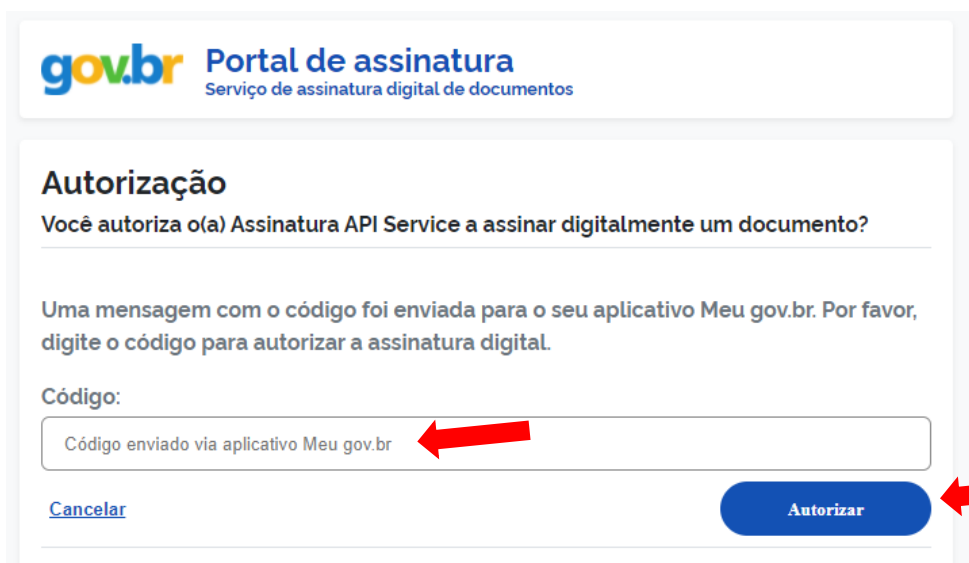 gov.br
Portal de assinatura
Serviço de assinatura digital de documentos
Autorização
Você autoriza o(a) Assinatura API Service a assinar digitalmente um documento?
Uma mensagem com o código foi enviada para o seu aplicativo Meu gov.br. Por favor,
digite o código para autorizar a assinatura digital.
Código:
Código enviado via aplicativo Meu gov.br
Cancelar
Autorizar